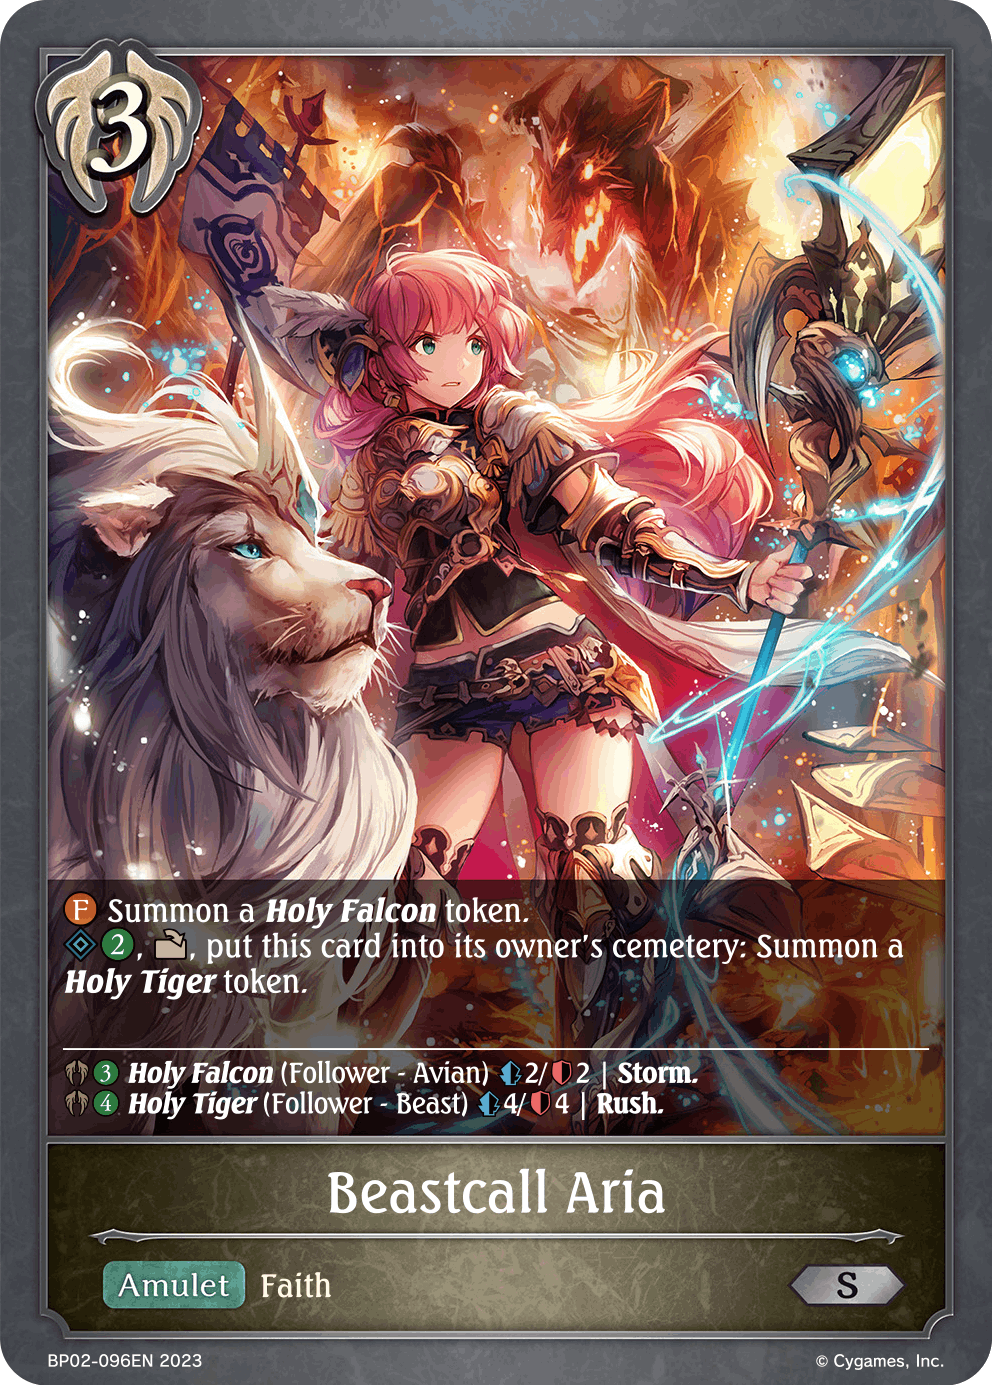 3
F Summon a Holy Falcon token.
2, , put this card into its owner's cemetery: Summon a
Holy Tiger token.
3 Holy Falcon (Follower - Avian) 2/2 | Storm.
4 Holy Tiger (Follower - Beast) 4/4 | Rush.
Beastcall Aria
Amulet Faith
S
BP02-096EN 2023
© Cygames, Inc.